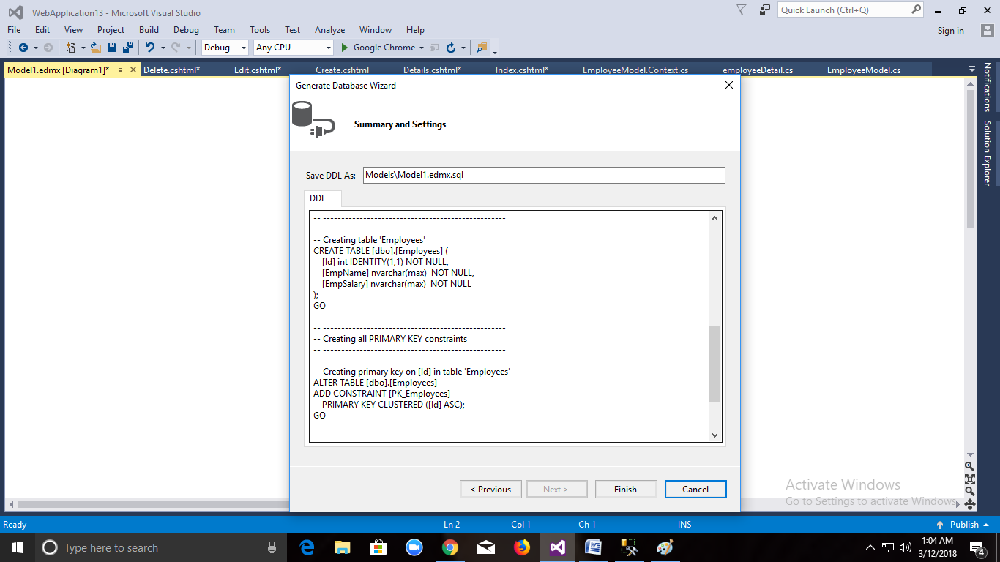 WebApplication13 - Microsoft Visual Studio
Quick Launch (Ctrl+Q)
File Edit View Project Build Debug Team Tools Test Analyze Window Help
Sign in
Debug Any CPU Google Chrome
Model1.edmx [Diagram1]* Delete.cshtml* Edit.cshtml* Create.cshtml Details.cshtml* Index.cshtml* EmployeeModel.Context.cs employeeDetail.cs EmployeeModel.cs
Notifications
Solution Explorer
Generate Database Wizard
Summary and Settings
Save DDL As: Models\Model1.edmx.sql
DDL
-- --------------------------------------------------
-- Creating table 'Employees'
CREATE TABLE [dbo].[Employees] (
[Id] int IDENTITY(1,1) NOT NULL,
[EmpName] nvarchar(max)  NOT NULL,
[EmpSalary] nvarchar(max)  NOT NULL
);
GO
-- --------------------------------------------------
-- Creating all PRIMARY KEY constraints
-- --------------------------------------------------
-- Creating primary key on [Id] in table 'Employees'
ALTER TABLE [dbo].[Employees]
ADD CONSTRAINT [PK_Employees]
PRIMARY KEY CLUSTERED ([Id] ASC);
GO
< Previous Next > Finish Cancel
Activate Windows
Go to Settings to activate Windows.
Ready Ln 2 Col 1 Ch 1 INS Publish
Type here to search
1:04 AM
3/12/2018
4